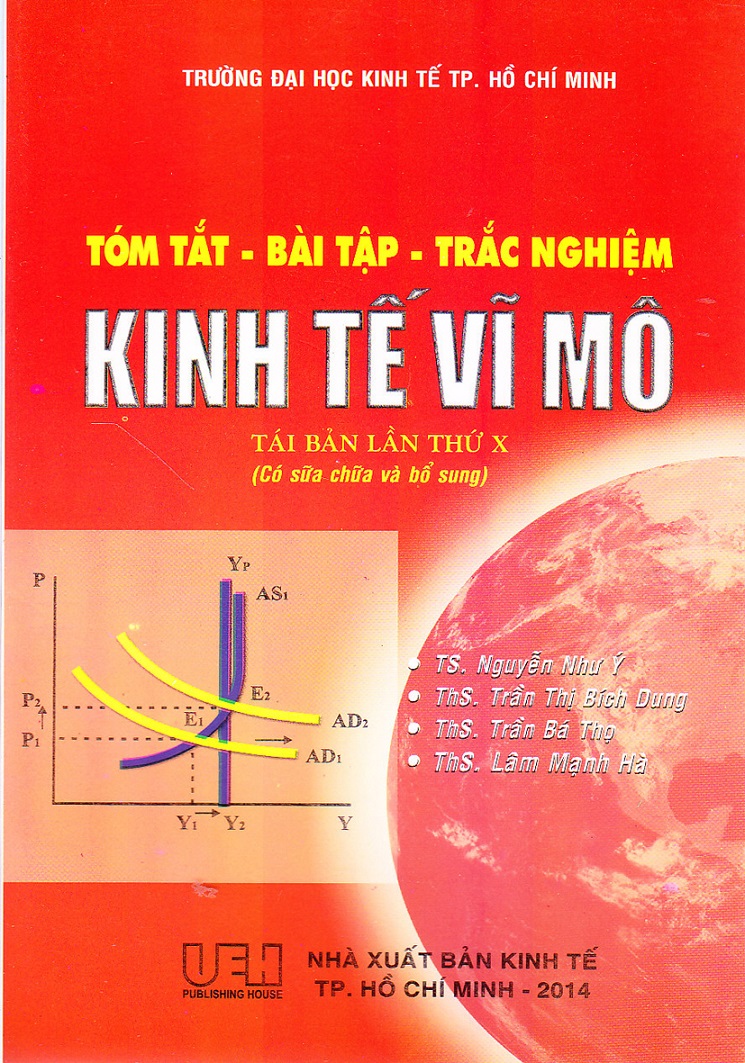 TRƯỜNG ĐẠI HỌC KINH TẾ TP. HỒ CHÍ MINH
TÓM TẮT - BÀI TẬP - TRẮC NGHIỆM
KINH TẾ VĨ MÔ
TÁI BẢN LẦN THỨ X
(Có sữa chữa và bổ sung)
P
YP
AS1
P2
E2
E1
AD2
P1
AD1
Y1
Y2
Y
TS. Nguyễn Như Ý
ThS. Trần Thị Bích Dung
ThS. Trần Bá Thọ
ThS. Lâm Mạnh Hà
UEH
PUBLISHING HOUSE
NHÀ XUẤT BẢN KINH TẾ
TP. HỒ CHÍ MINH - 2014